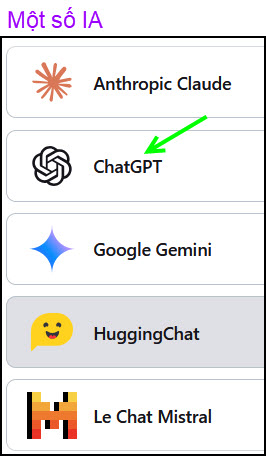 Một số IA
Anthropic Claude
ChatGPT
Google Gemini
HuggingChat
Le Chat Mistral